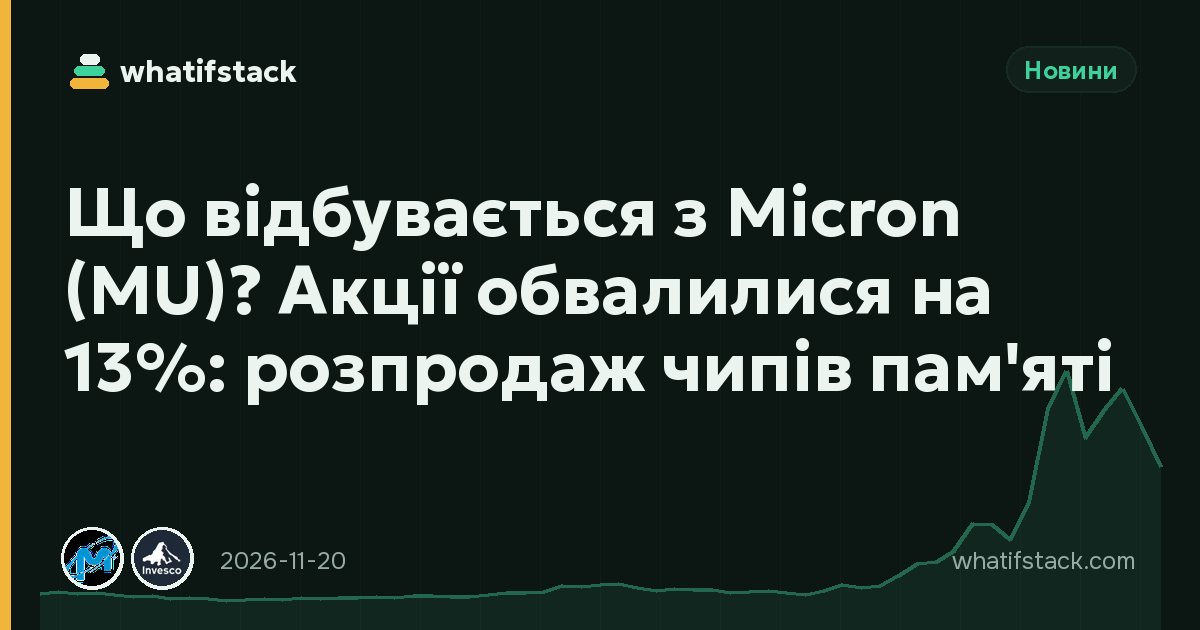 whatifstack
Новини
Що відбувається з Micron
(MU)? Акції обвалилися на
13%: розпродаж чипів пам'яті
Invesco
2026-11-20
whatifstack.com